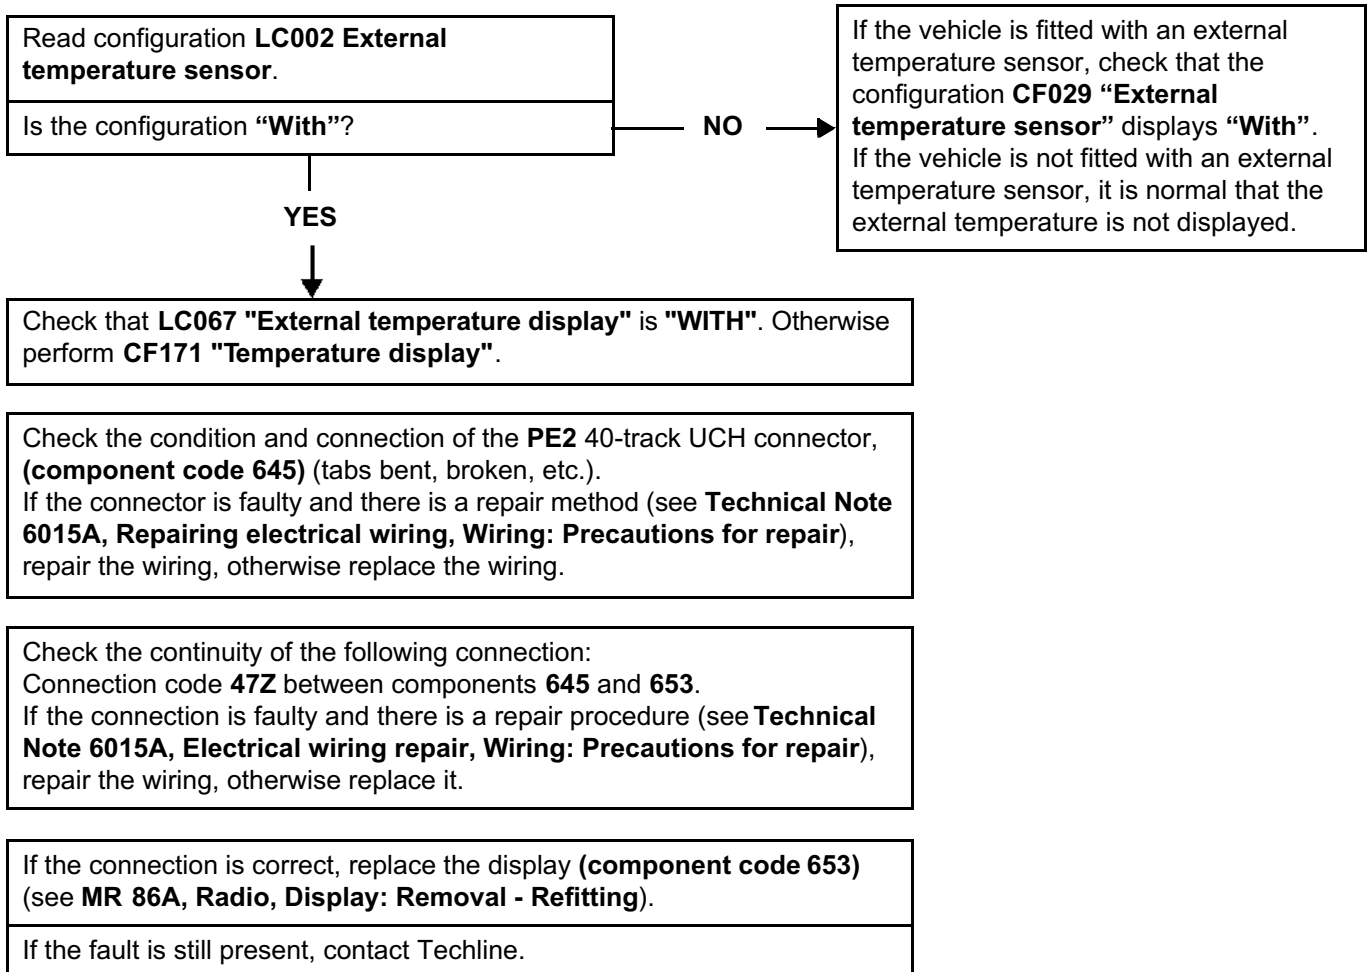 Read configuration LC002 External
temperature sensor.
Is the configuration “With”?
NO
If the vehicle is fitted with an external
temperature sensor, check that the
configuration CF029 “External
temperature sensor” displays “With”.
If the vehicle is not fitted with an external
temperature sensor, it is normal that the
external temperature is not displayed.
YES
Check that LC067 "External temperature display" is "WITH". Otherwise
perform CF171 "Temperature display".
Check the condition and connection of the PE2 40-track UCH connector,
(component code 645) (tabs bent, broken, etc.).
If the connector is faulty and there is a repair method (see Technical Note
6015A, Repairing electrical wiring, Wiring: Precautions for repair),
repair the wiring, otherwise replace the wiring.
Check the continuity of the following connection:
Connection code 47Z between components 645 and 653.
If the connection is faulty and there is a repair procedure (see Technical
Note 6015A, Electrical wiring repair, Wiring: Precautions for repair),
repair the wiring, otherwise replace it.
If the connection is correct, replace the display (component code 653)
(see MR 86A, Radio, Display: Removal - Refitting).
If the fault is still present, contact Techline.